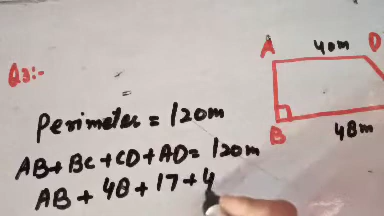 Q3:-
A 40m D
Perimeter = 120m
B 48m
AB+BC+CD+AD= 120m
AB+ 48+17+4